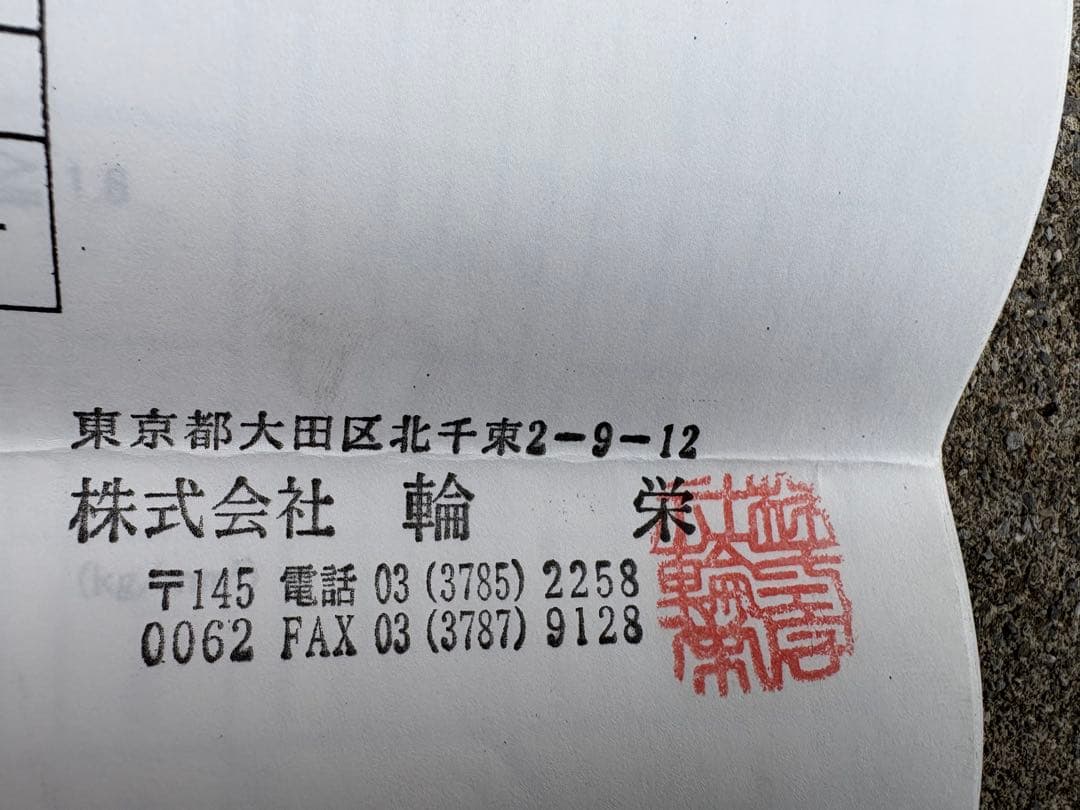 東京都大田区北千束2-9-12
株式会社 輪 栄
〒145 電話 03 (3785) 2258
0062 FAX 03 (3787) 9128